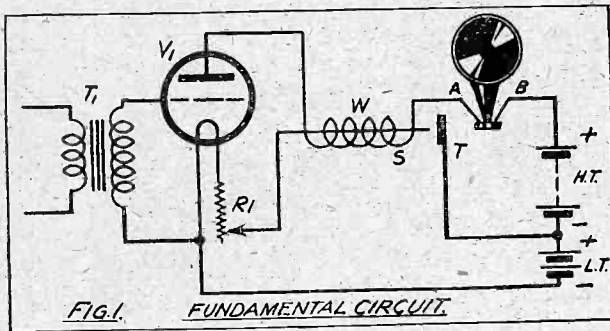 V1
T1
R1
W
S
A
B
T
+
H.T.
-
+
L.T.
-
FIG.1. FUNDAMENTAL CIRCUIT.